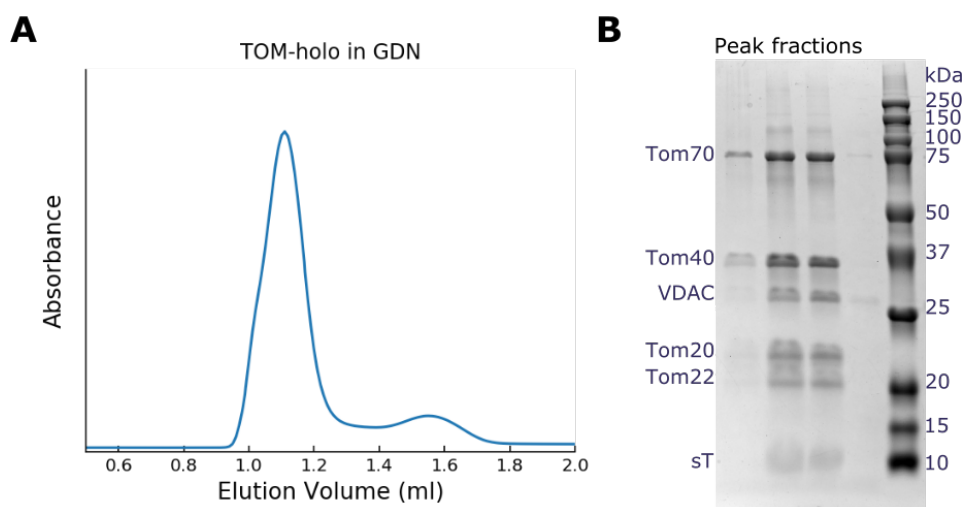 A
TOM-holo in GDN
Absorbance
0.6 0.8 1.0 1.2 1.4 1.6 1.8 2.0
Elution Volume (ml)
B
Peak fractions
kDa
250
150
100
Tom70 75
50
Tom40 37
VDAC 25
Tom20
Tom22 20
15
sT 10